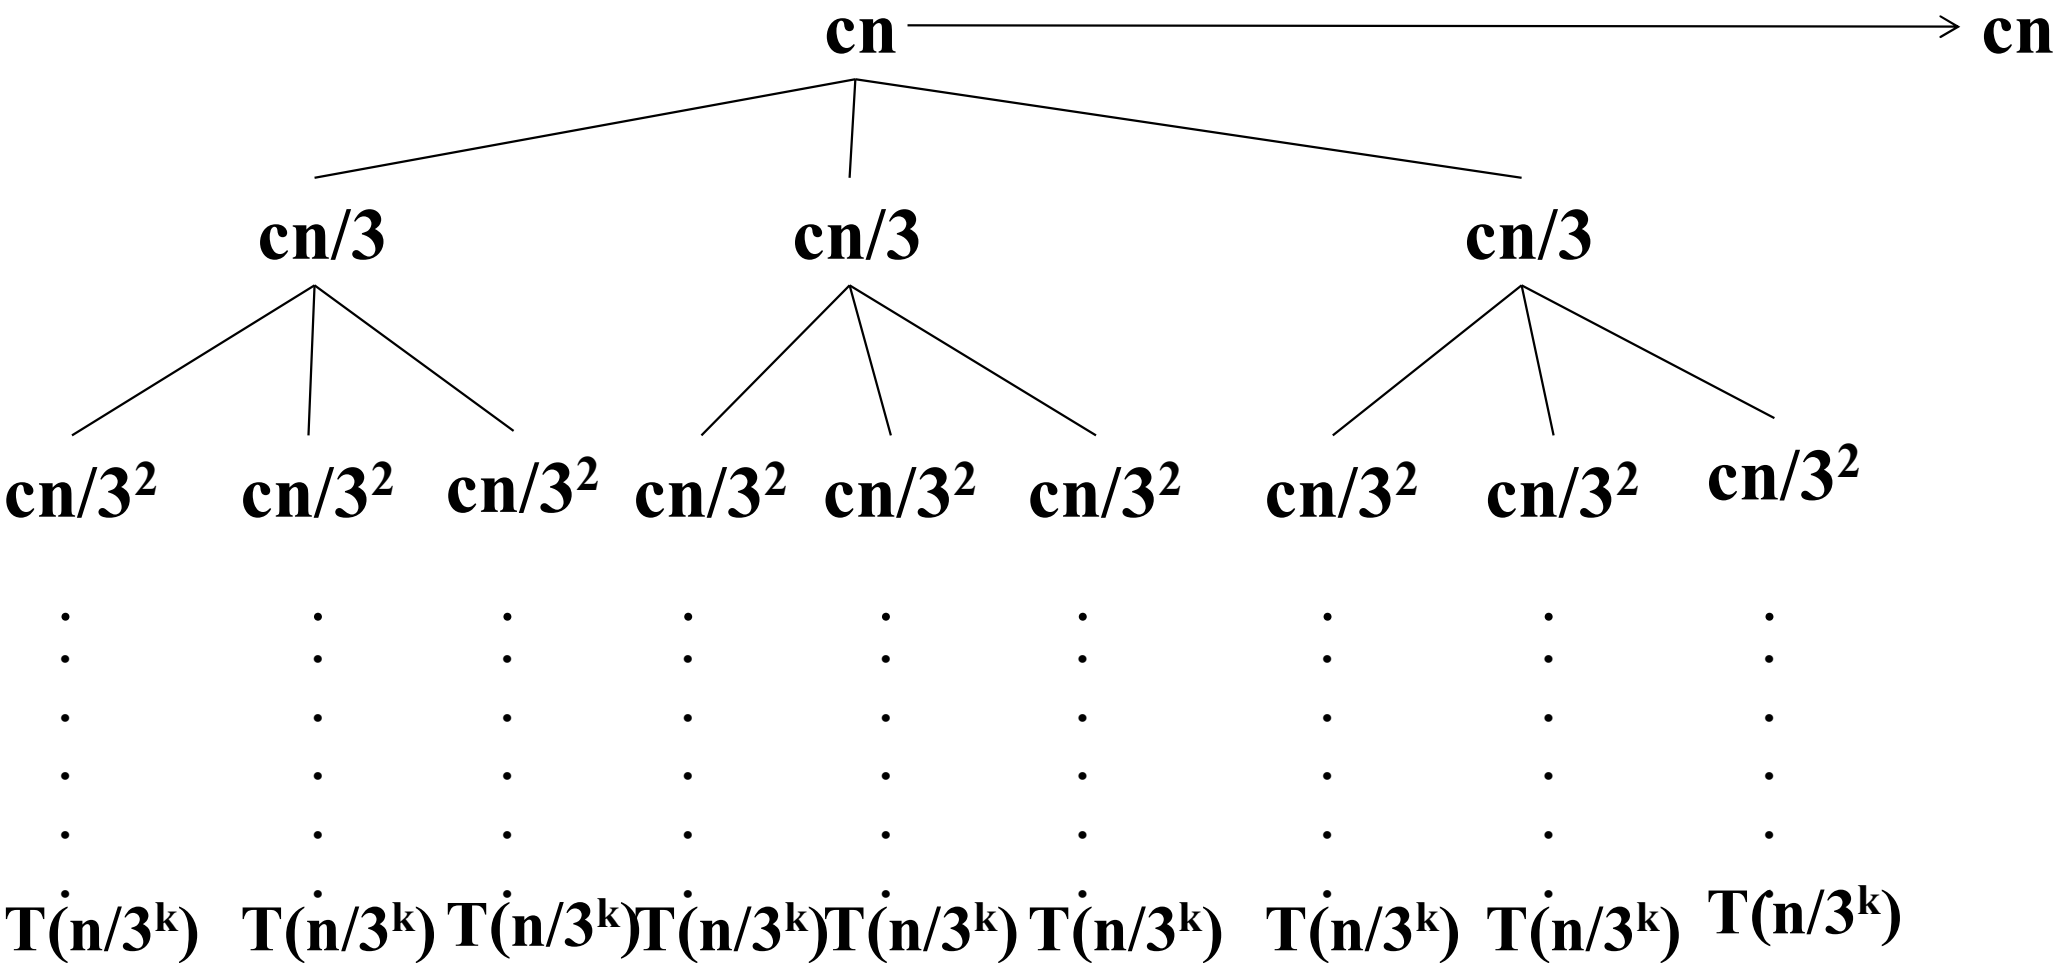 cn cn
cn/3 cn/3 cn/3
cn/3² cn/3² cn/3² cn/3² cn/3² cn/3² cn/3² cn/3² cn/3²
. . . . . . . . .
. . . . . . . . .
. . . . . . . . .
. . . . . . . . .
. . . . . . . . .
. . . . . . . . .
T(n/3ᵏ) T(n/3ᵏ) T(n/3ᵏ) T(n/3ᵏ) T(n/3ᵏ) T(n/3ᵏ) T(n/3ᵏ) T(n/3ᵏ) T(n/3ᵏ)